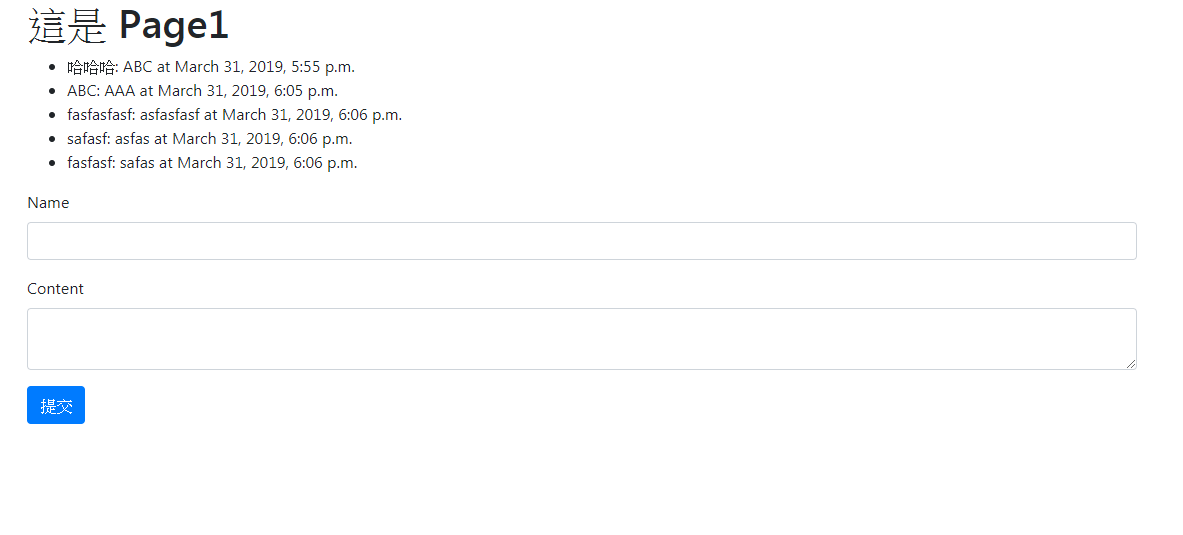 這是 Page1
哈哈哈: ABC at March 31, 2019, 5:55 p.m.
ABC: AAA at March 31, 2019, 6:05 p.m.
fasfasfasf: asfasfasf at March 31, 2019, 6:06 p.m.
safasf: asfas at March 31, 2019, 6:06 p.m.
fasfasf: safas at March 31, 2019, 6:06 p.m.
Name
Content
提交